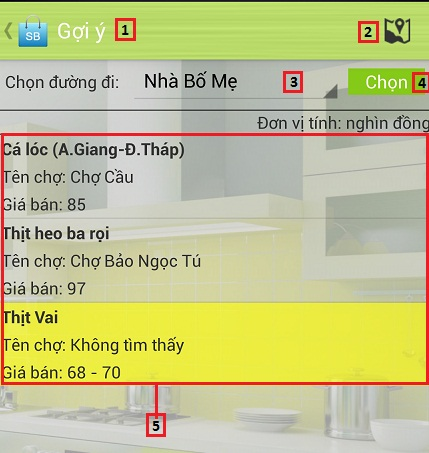 SB Gợi ý 1 2
Chọn đường đi: Nhà Bố Mẹ 3 Chọn 4
Đơn vị tính: nghìn đồng
Cá lóc (A.Giang-Đ.Tháp)
Tên chợ: Chợ Cầu
Giá bán: 85
Thịt heo ba rọi
Tên chợ: Chợ Bảo Ngọc Tú
Giá bán: 97
Thịt Vai
Tên chợ: Không tìm thấy
Giá bán: 68 - 70
5